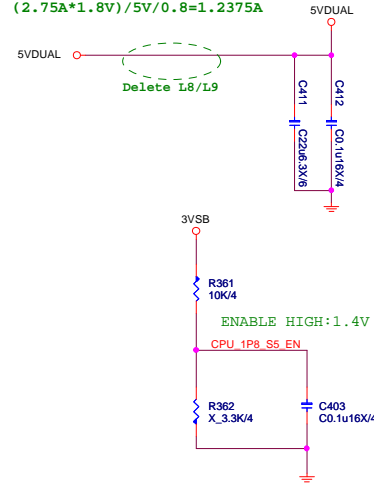 (2.75A*1.8V)/5V/0.8=1.2375A
5VDUAL
5VDUAL
Delete L8/L9
C411
C22u6.3X/6
C412
C0.1u16X/4
3VSB
R361
10K/4
ENABLE HIGH:1.4V
CPU_1P8_S5_EN
R362
X_3.3K/4
C403
C0.1u16X/4